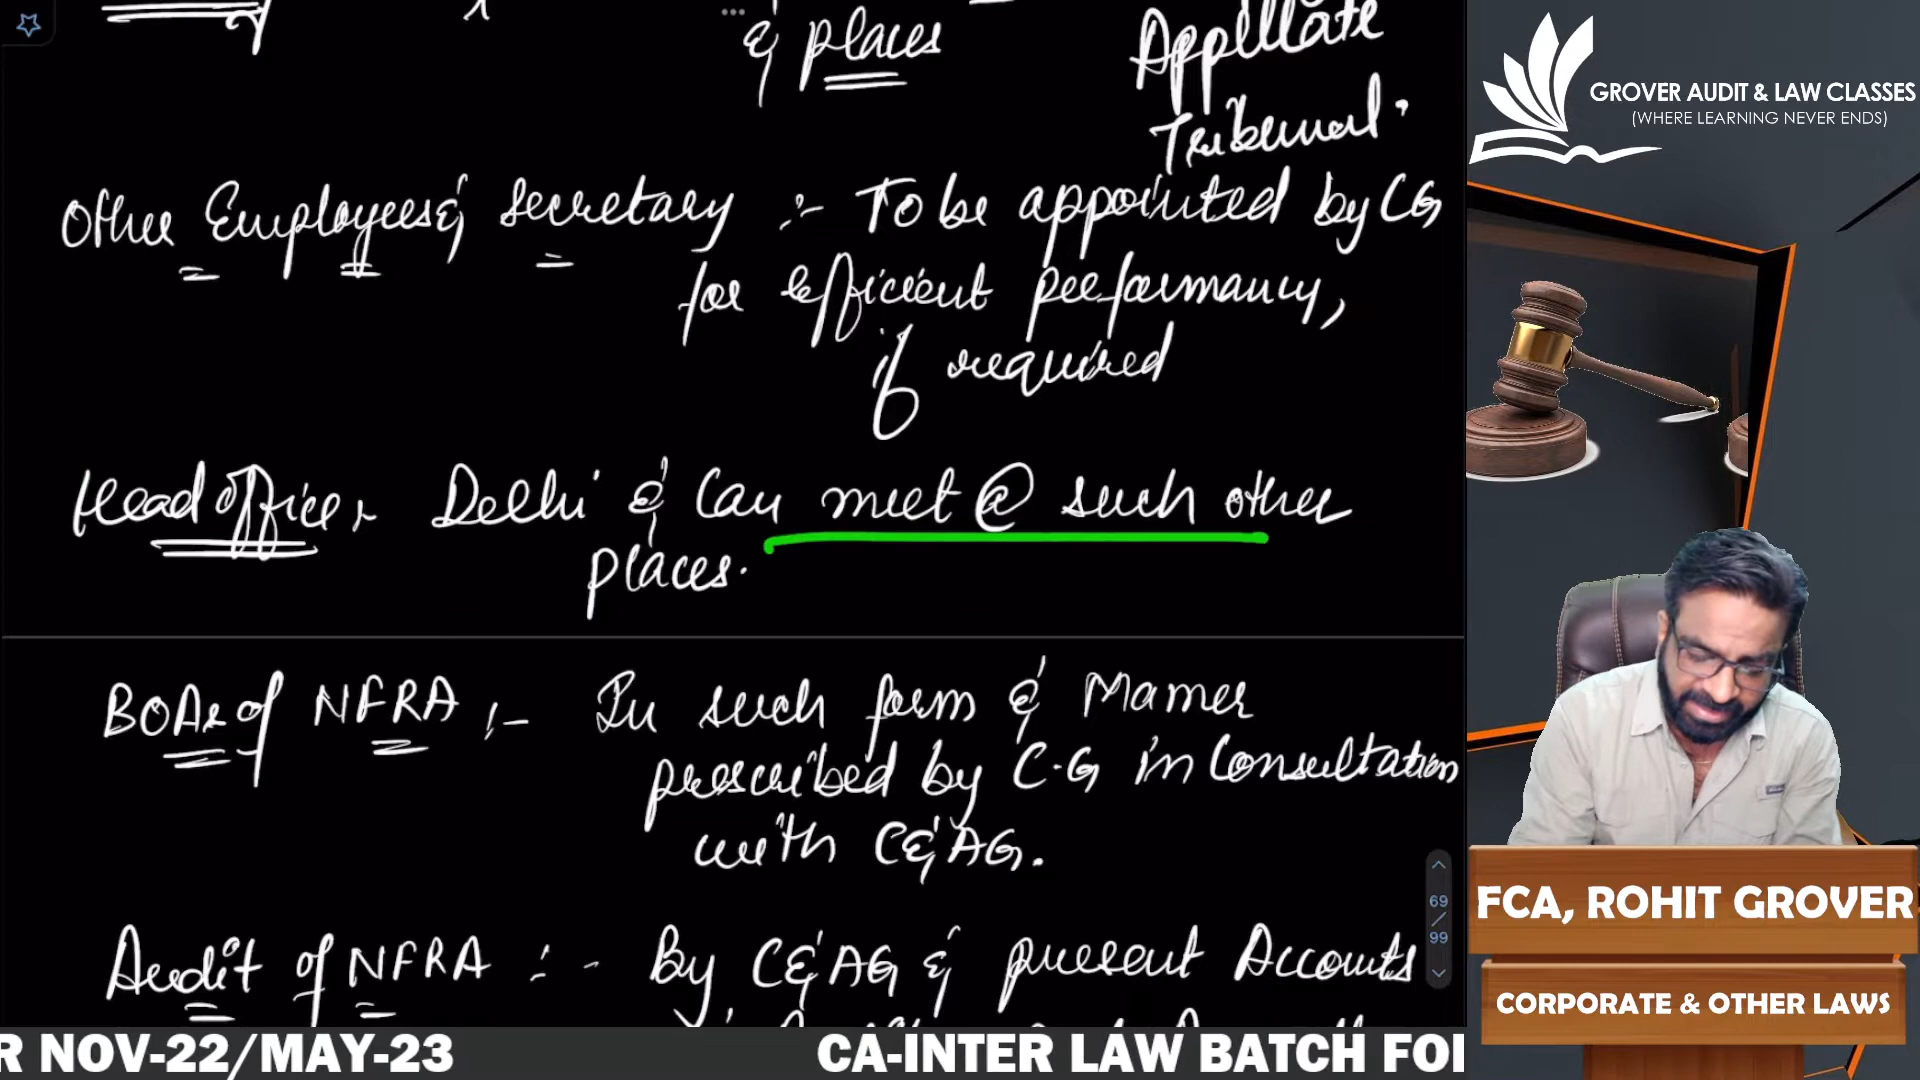 & places
Appellate
Tribunal.
Other Employees & Secretary :- To be appointed by CG
for efficient performancy,
if required
Head office :- Delhi & Can meet @ such other
places.
BOAs of NFRA :- In such form & Manner
prescribed by C.G in Consultation
with C&AG.
Audit of NFRA :- By C&AG & present Accounts
69
/
99
GROVER AUDIT & LAW CLASSES
(WHERE LEARNING NEVER ENDS)
FCA, ROHIT GROVER
CORPORATE & OTHER LAWS
R NOV-22/MAY-23 CA-INTER LAW BATCH FOR